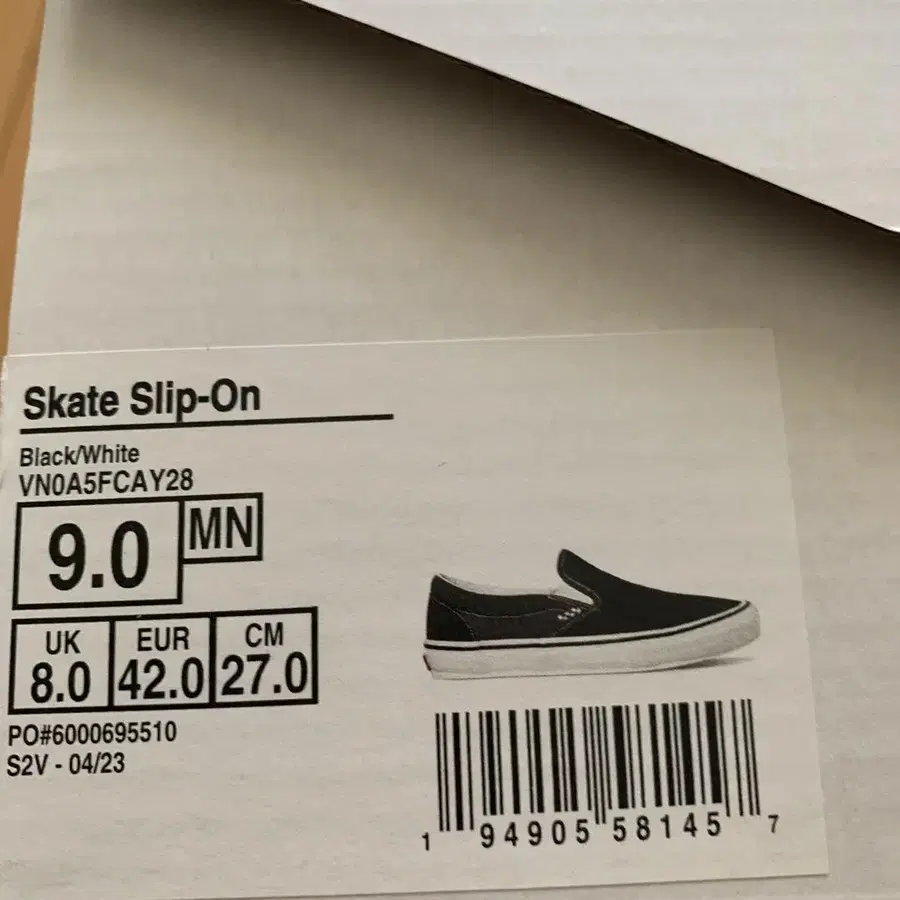 Skate Slip-On
Black/White
VN0A5FCAY28
9.0 MN
UK EUR CM
8.0 42.0 27.0
PO#6000695510
S2V - 04/23
1 94905 58145 7